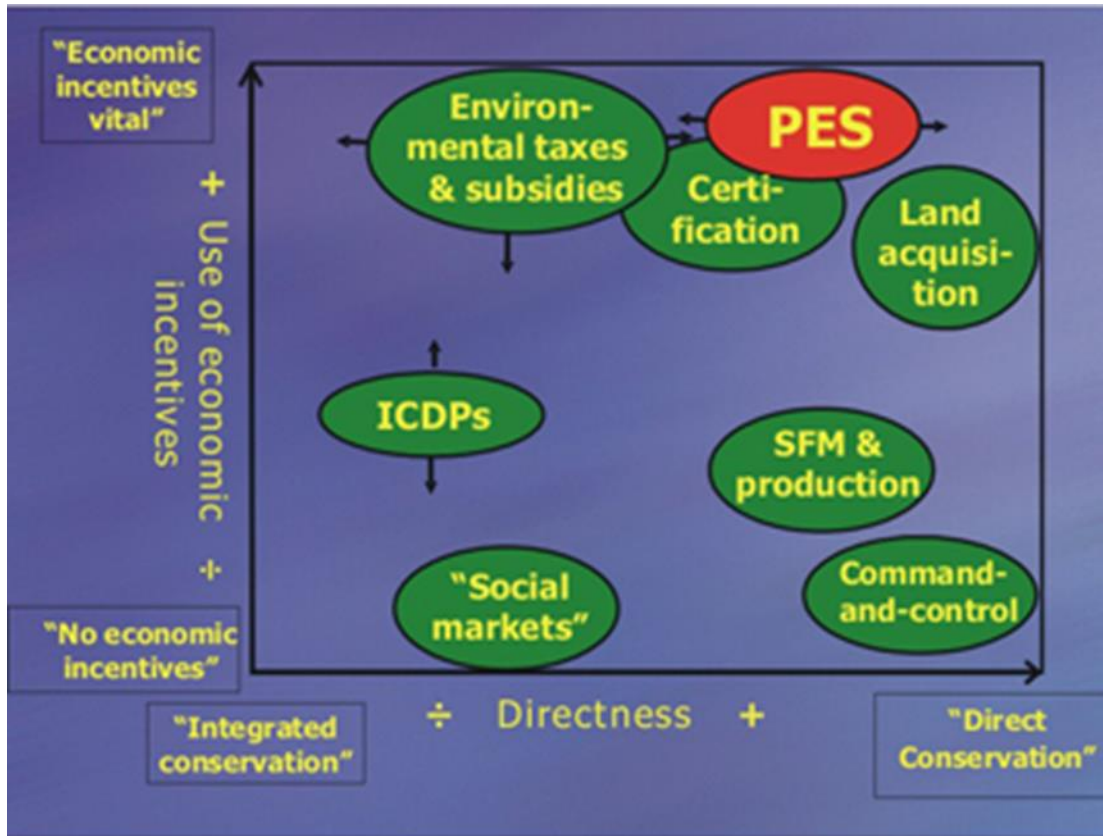 “Economic
incentives
vital”
+
Use of economic
incentives
÷
“No economic
incentives”
Environ-
mental taxes
& subsidies
PES
Certi-
fication
Land
acquisi-
tion
ICDPs
SFM &
production
“Social
markets”
Command-
and-control
“Integrated
conservation”
÷ Directness +
“Direct
Conservation”